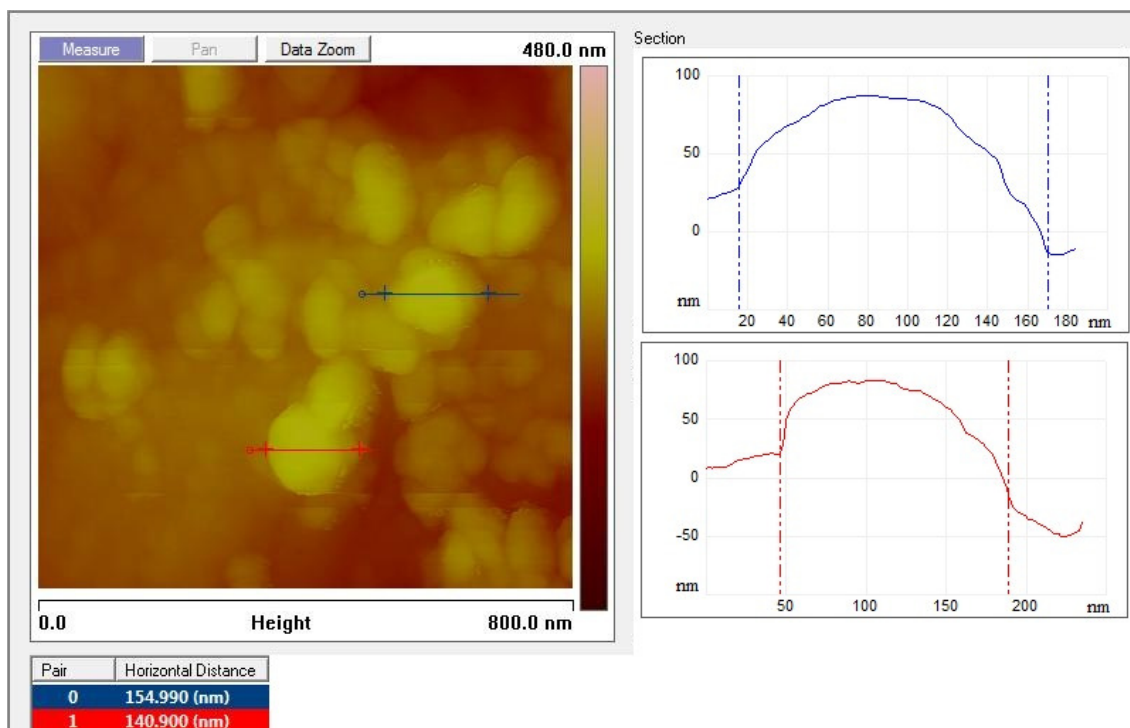 Measure Pan Data Zoom 480.0 nm
0.0 Height 800.0 nm
Section
100
50
0
nm
20 40 60 80 100 120 140 160 180 nm
100
50
0
-50
nm
50 100 150 200 nm
Pair Horizontal Distance
0 154.990 (nm)
1 140.900 (nm)